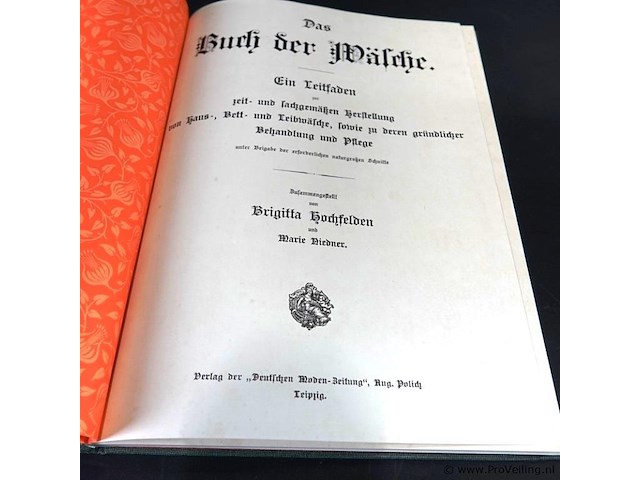 Das
Buch der Wäsche.
Ein Leitfaden
zur
zeit- und sachgemäßen Herstellung
von Haus-, Bett- und Leibwäsche, sowie zu deren gründlicher
Behandlung und Pflege
unter Beigabe der erforderlichen naturgroßen Schnitte
Zusammengestellt
von
Brigitta Hochfelden
und
Marie Niedner.
Verlag der „Deutschen Moden-Zeitung“, Aug. Polich
Leipzig.
© www.ProVeiling.nl